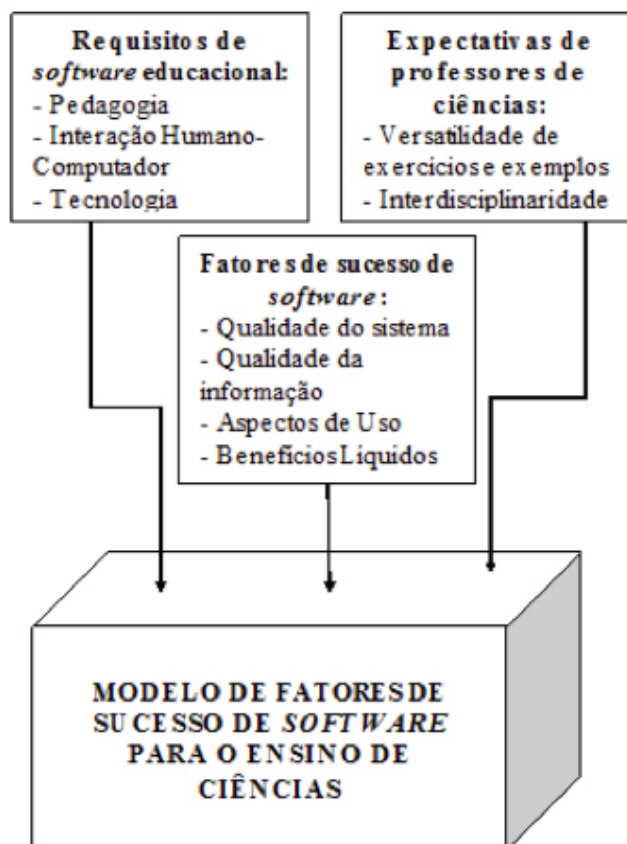 Requisitos de
software educacional:
- Pedagogia
- Interação Humano-
Computador
- Tecnologia
Expectativas de
professores de
ciências:
- Versatilidade de
exercícios e exemplos
- Interdisciplinaridade
Fatores de sucesso de
software:
- Qualidade do sistema
- Qualidade da
informação
- Aspectos de Uso
- Benefícios Líquidos
MODELO DE FATORES DE
SUCESSO DE SOFTWARE
PARA O ENSINO DE
CIÊNCIAS